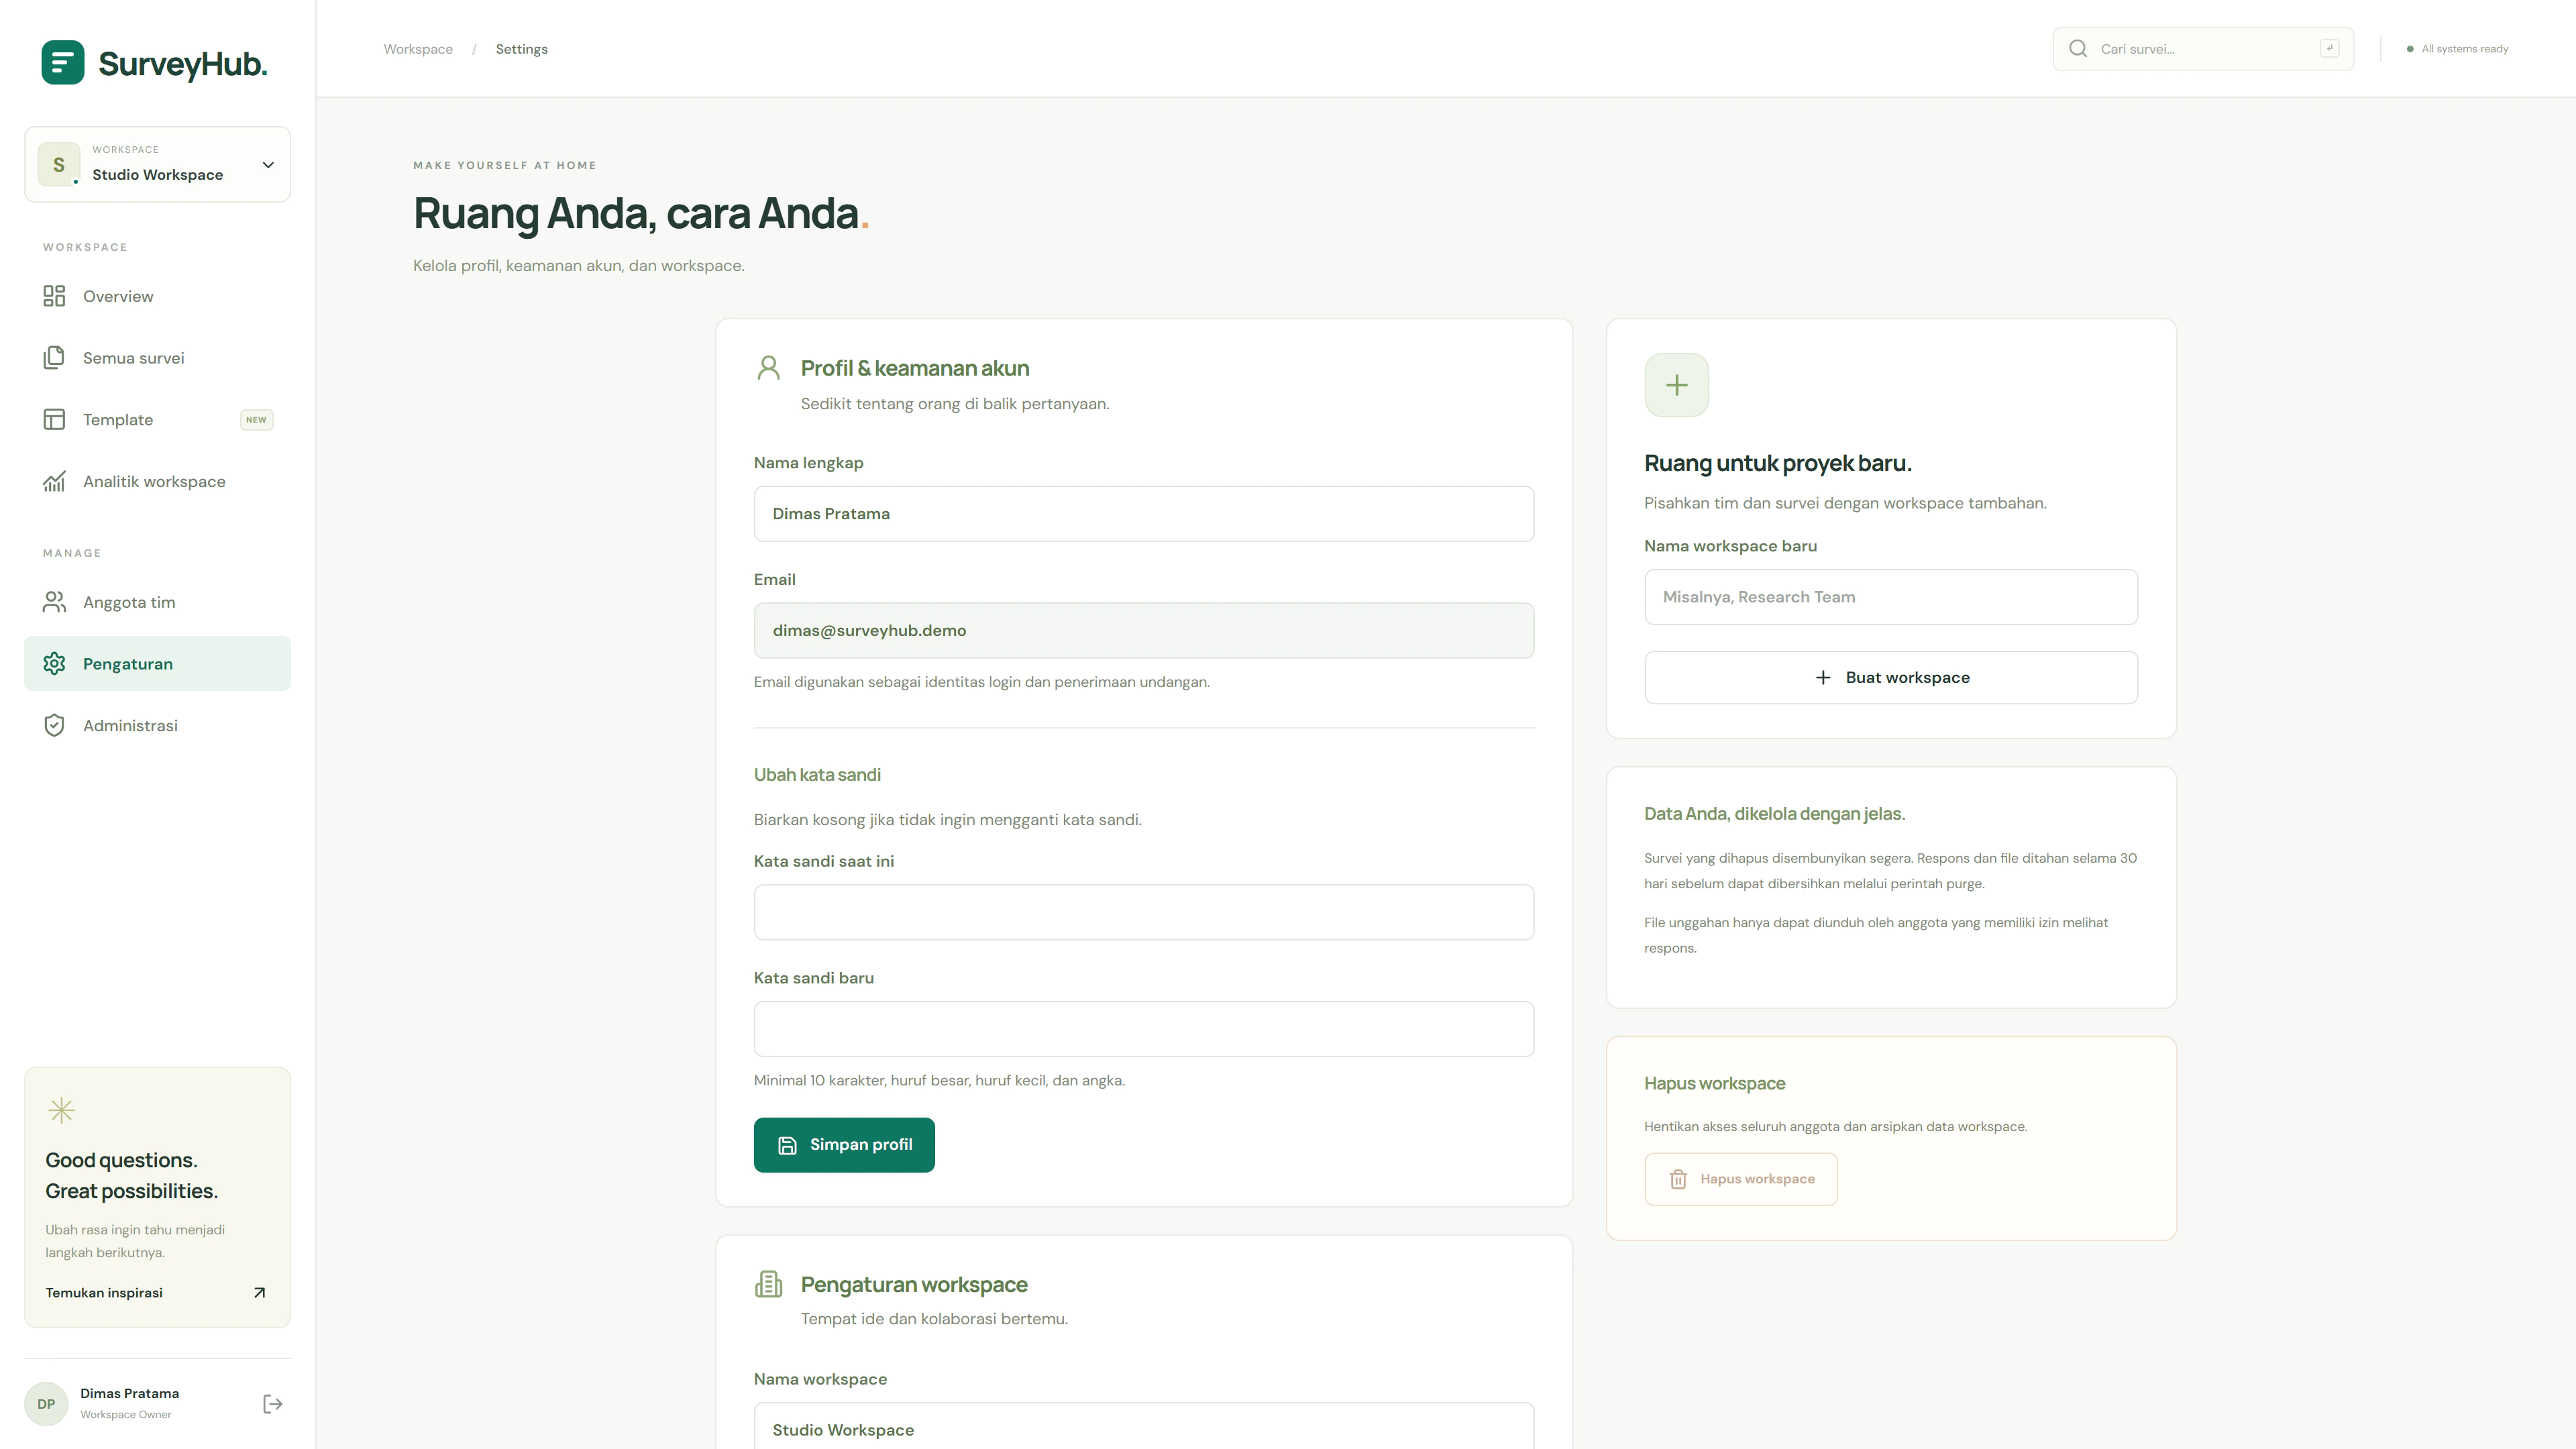 SurveyHub.
S
WORKSPACE
Studio Workspace
WORKSPACE
Overview
Semua survei
Template
NEW
Analitik workspace
MANAGE
Anggota tim
Pengaturan
Administrasi
Good questions.
Great possibilities.
Ubah rasa ingin tahu menjadi
langkah berikutnya.
Temukan inspirasi
DP
Dimas Pratama
Workspace Owner
Workspace / Settings
Cari survei...
All systems ready
MAKE YOURSELF AT HOME
Ruang Anda, cara Anda.
Kelola profil, keamanan akun, dan workspace.
Profil & keamanan akun
Sedikit tentang orang di balik pertanyaan.
Nama lengkap
Dimas Pratama
Email
dimas@surveyhub.demo
Email digunakan sebagai identitas login dan penerimaan undangan.
Ubah kata sandi
Biarkan kosong jika tidak ingin mengganti kata sandi.
Kata sandi saat ini
Kata sandi baru
Minimal 10 karakter, huruf besar, huruf kecil, dan angka.
Simpan profil
Pengaturan workspace
Tempat ide dan kolaborasi bertemu.
Nama workspace
Studio Workspace
Ruang untuk proyek baru.
Pisahkan tim dan survei dengan workspace tambahan.
Nama workspace baru
Misalnya, Research Team
Buat workspace
Data Anda, dikelola dengan jelas.
Survei yang dihapus disembunyikan segera. Respons dan file ditahan selama 30
hari sebelum dapat dibersihkan melalui perintah purge.
File unggahan hanya dapat diunduh oleh anggota yang memiliki izin melihat
respons.
Hapus workspace
Hentikan akses seluruh anggota dan arsipkan data workspace.
Hapus workspace